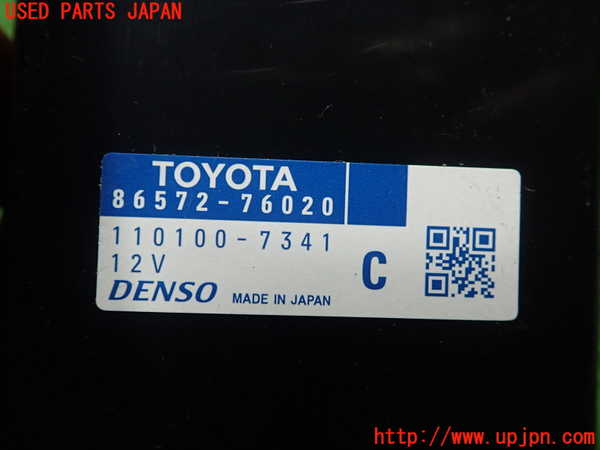 USED PARTS JAPAN
TOYOTA
86572-76020
110100-7341
12V
C
DENSO MADE IN JAPAN
http://www.upjpn.com/